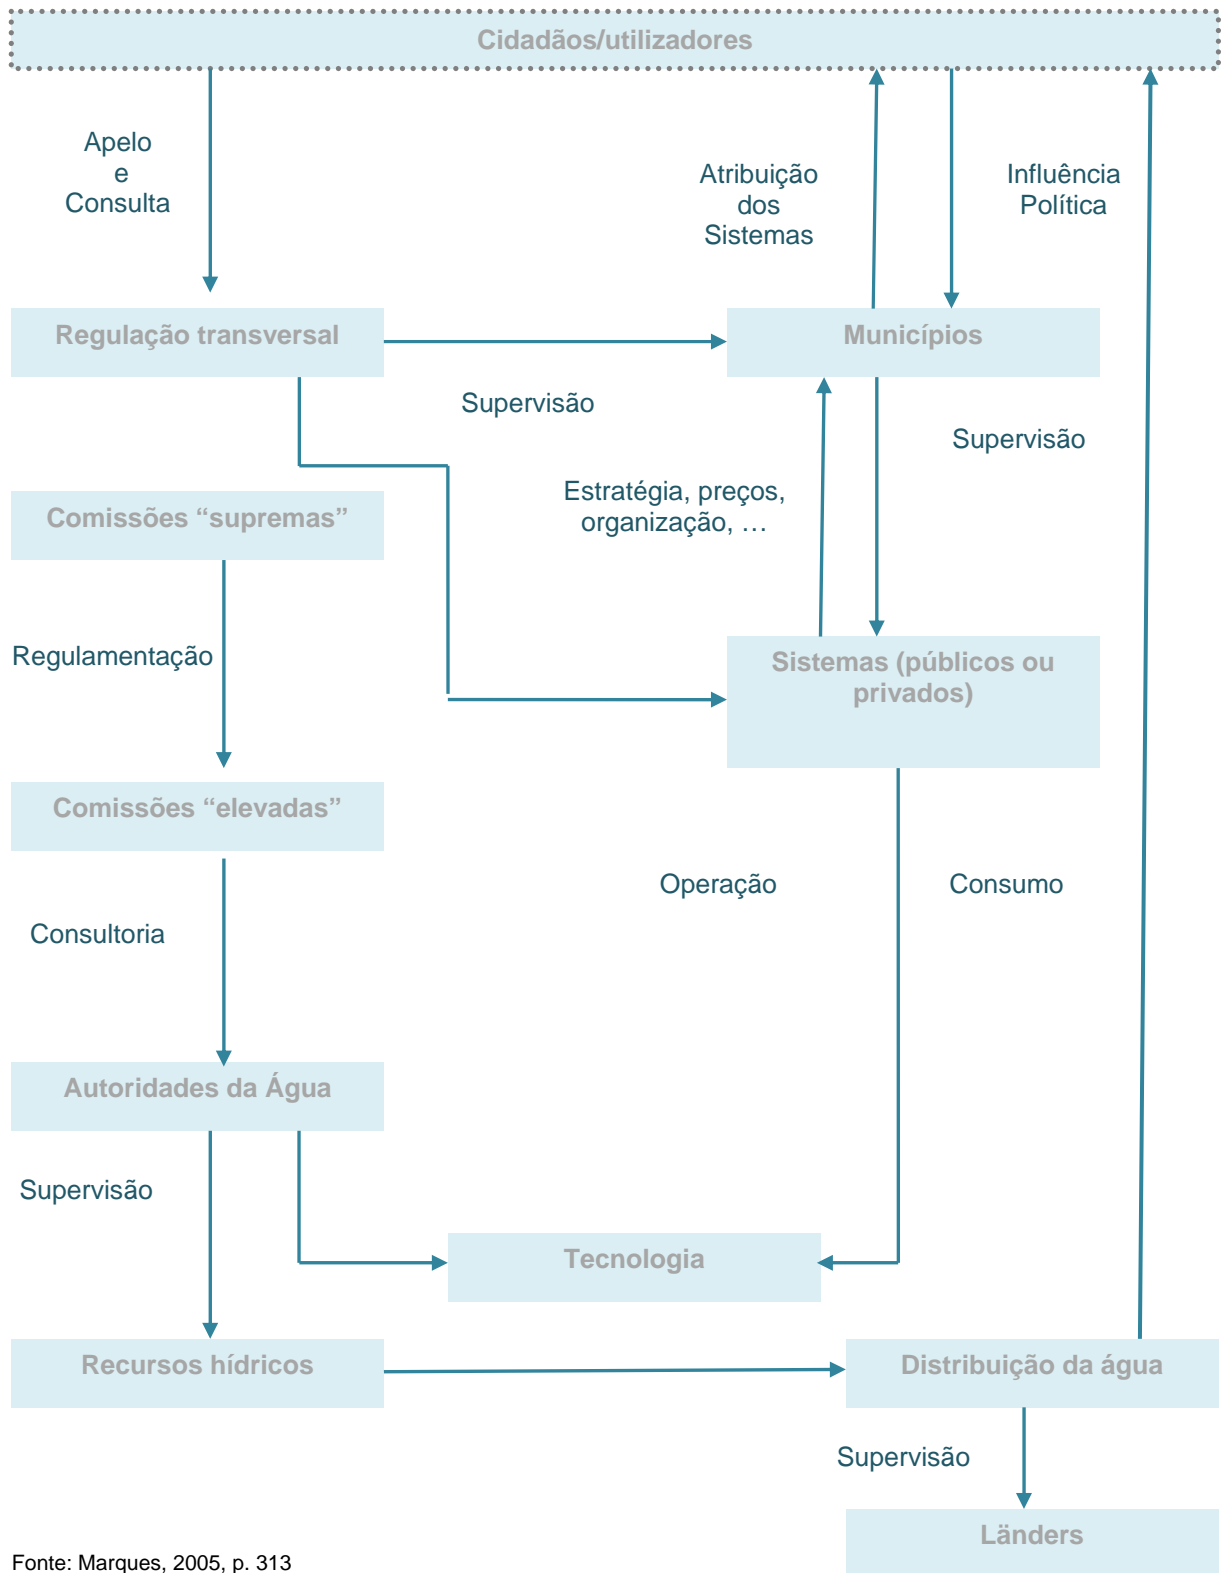 Cidadãos/utilizadores
Apelo
e
Consulta
Atribuição
dos
Sistemas
Influência
Política
Regulação transversal
Municípios
Supervisão
Supervisão
Estratégia, preços,
organização, …
Comissões “supremas”
Regulamentação
Sistemas (públicos ou
privados)
Comissões “elevadas”
Operação
Consumo
Consultoria
Autoridades da Água
Supervisão
Tecnologia
Recursos hídricos
Distribuição da água
Supervisão
Länders
Fonte: Marques, 2005, p. 313